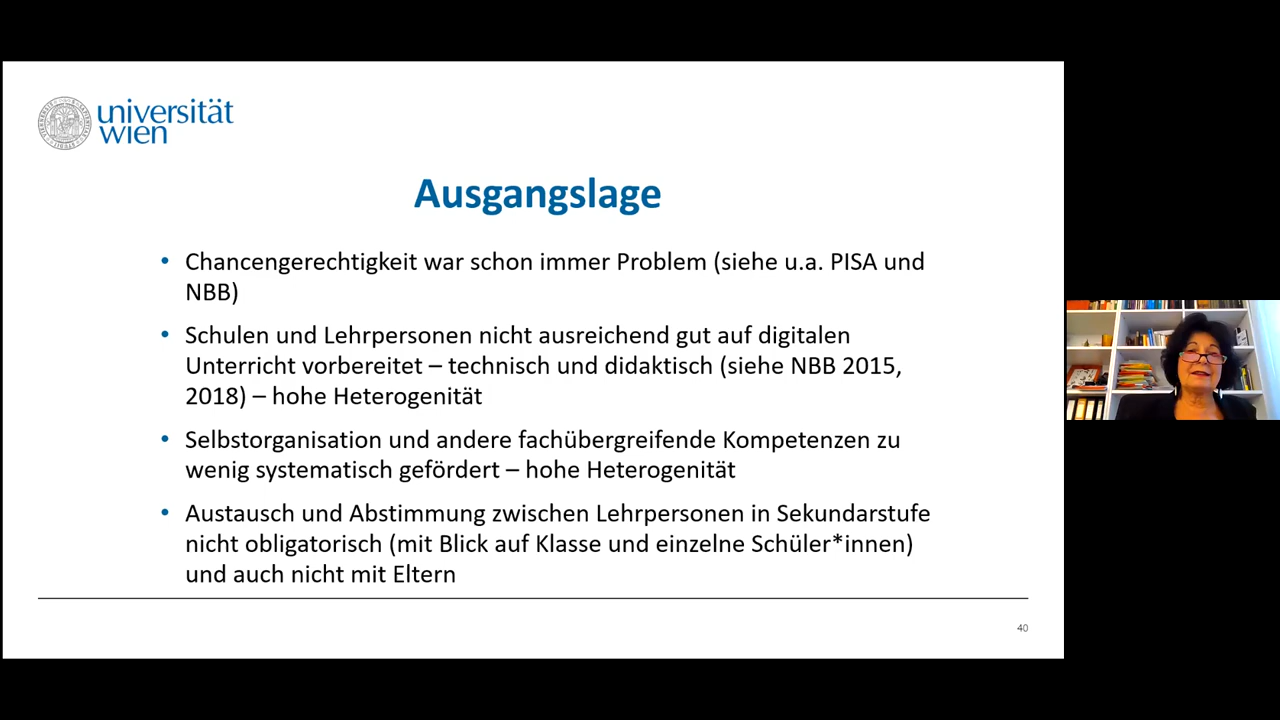 universität
wien
Ausgangslage
• Chancengerechtigkeit war schon immer Problem (siehe u.a. PISA und
NBB)
• Schulen und Lehrpersonen nicht ausreichend gut auf digitalen
Unterricht vorbereitet – technisch und didaktisch (siehe NBB 2015,
2018) – hohe Heterogenität
• Selbstorganisation und andere fachübergreifende Kompetenzen zu
wenig systematisch gefördert – hohe Heterogenität
• Austausch und Abstimmung zwischen Lehrpersonen in Sekundarstufe
nicht obligatorisch (mit Blick auf Klasse und einzelne Schüler*innen)
und auch nicht mit Eltern
40